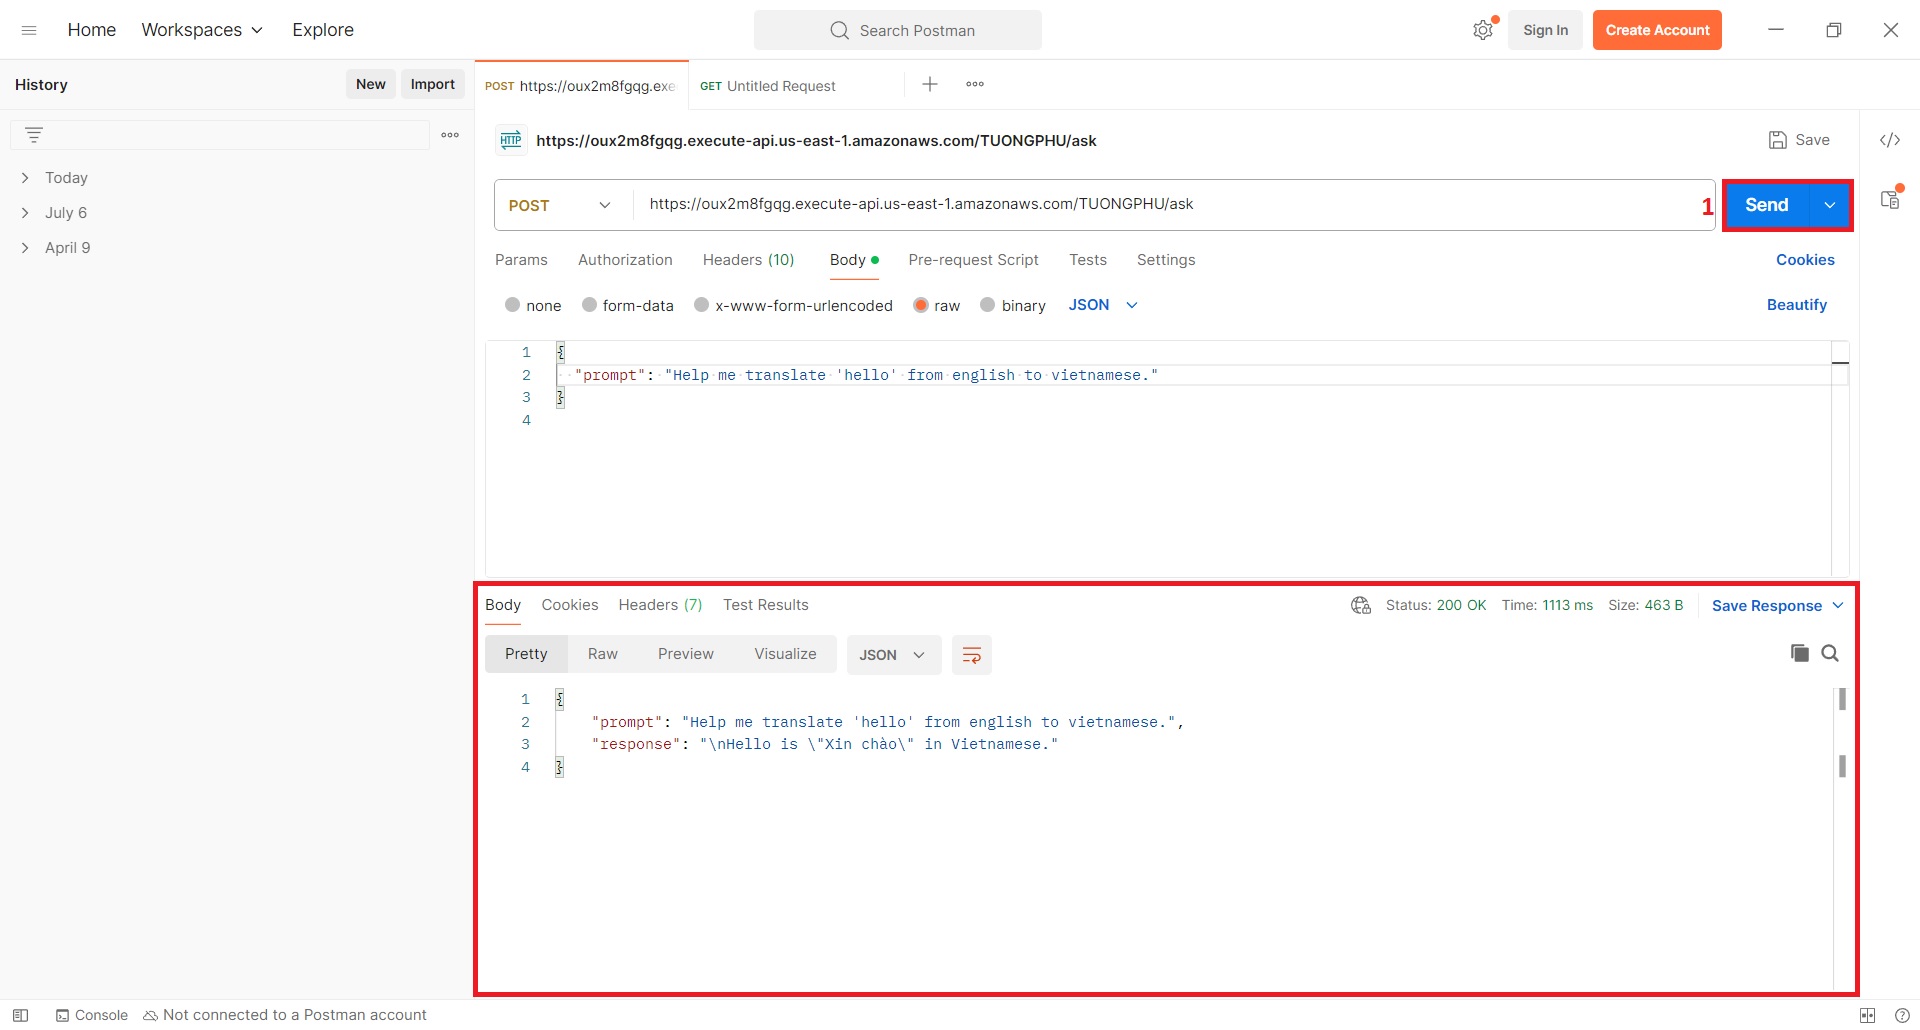 Home Workspaces Explore Search Postman Sign In Create Account
History New Import POST https://oux2m8fgqg.exe GET Untitled Request
HTTP https://oux2m8fgqg.execute-api.us-east-1.amazonaws.com/TUONGPHU/ask Save
Today
July 6
April 9
POST https://oux2m8fgqg.execute-api.us-east-1.amazonaws.com/TUONGPHU/ask 1 Send
Params Authorization Headers (10) Body Pre-request Script Tests Settings Cookies
none form-data x-www-form-urlencoded raw binary JSON Beautify
1 {
2 "prompt": "Help me translate 'hello' from english to vietnamese."
3 }
4
Body Cookies Headers (7) Test Results Status: 200 OK Time: 1113 ms Size: 463 B Save Response
Pretty Raw Preview Visualize JSON
1 {
2 "prompt": "Help me translate 'hello' from english to vietnamese.",
3 "response": "\nHello is \"Xin chào\" in Vietnamese."
4 }
Console Not connected to a Postman account